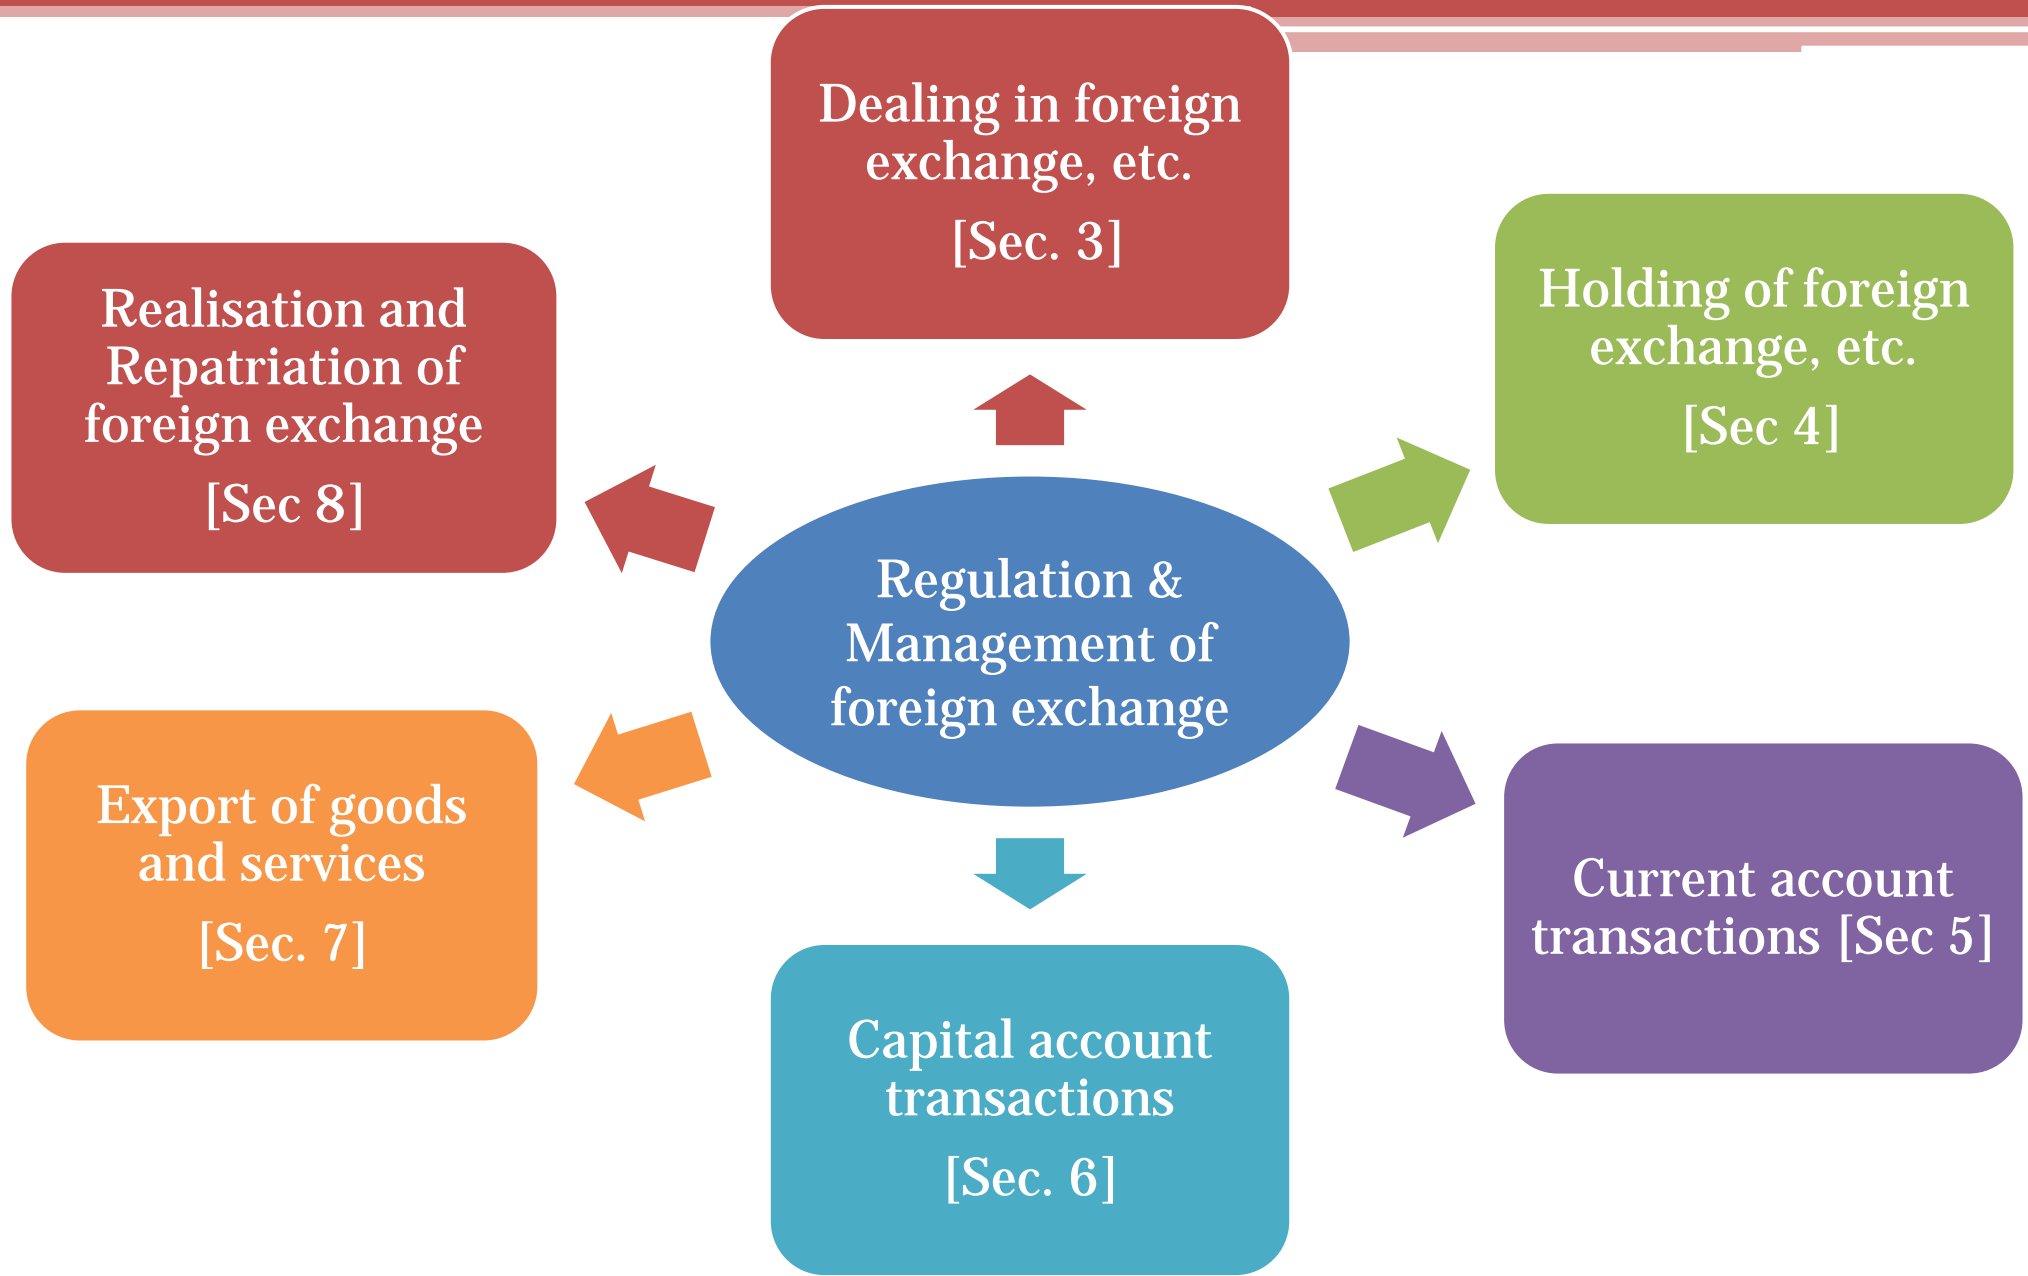 Dealing in foreign
exchange, etc.
[Sec. 3]
Holding of foreign
exchange, etc.
[Sec 4]
Realisation and
Repatriation of
foreign exchange
[Sec 8]
Regulation &
Management of
foreign exchange
Export of goods
and services
[Sec. 7]
Current account
transactions [Sec 5]
Capital account
transactions
[Sec. 6]